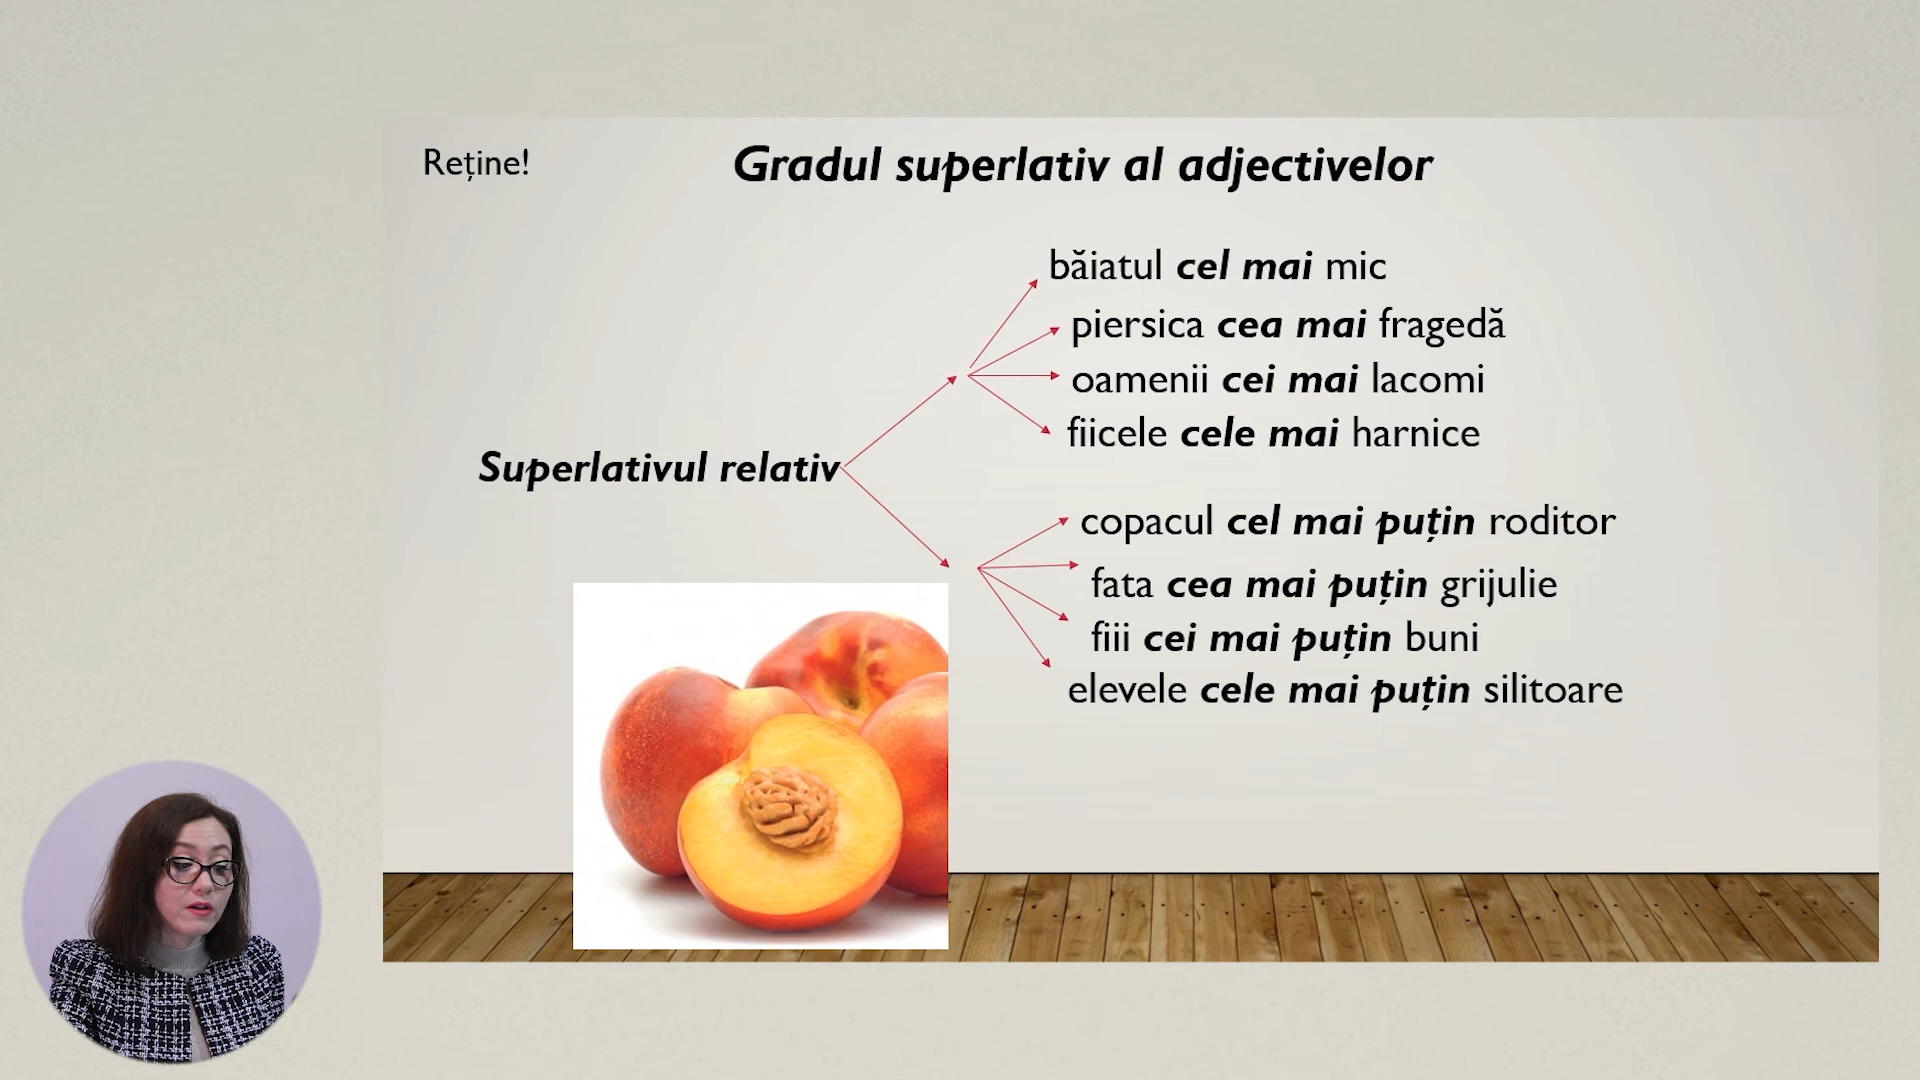 Reține!
Gradul superlativ al adjectivelor
băiatul cel mai mic
piersica cea mai fragedă
oamenii cei mai lacomi
fiicele cele mai harnice
Superlativul relativ
copacul cel mai puțin roditor
fata cea mai puțin grijulie
fiii cei mai puțin buni
elevele cele mai puțin silitoare